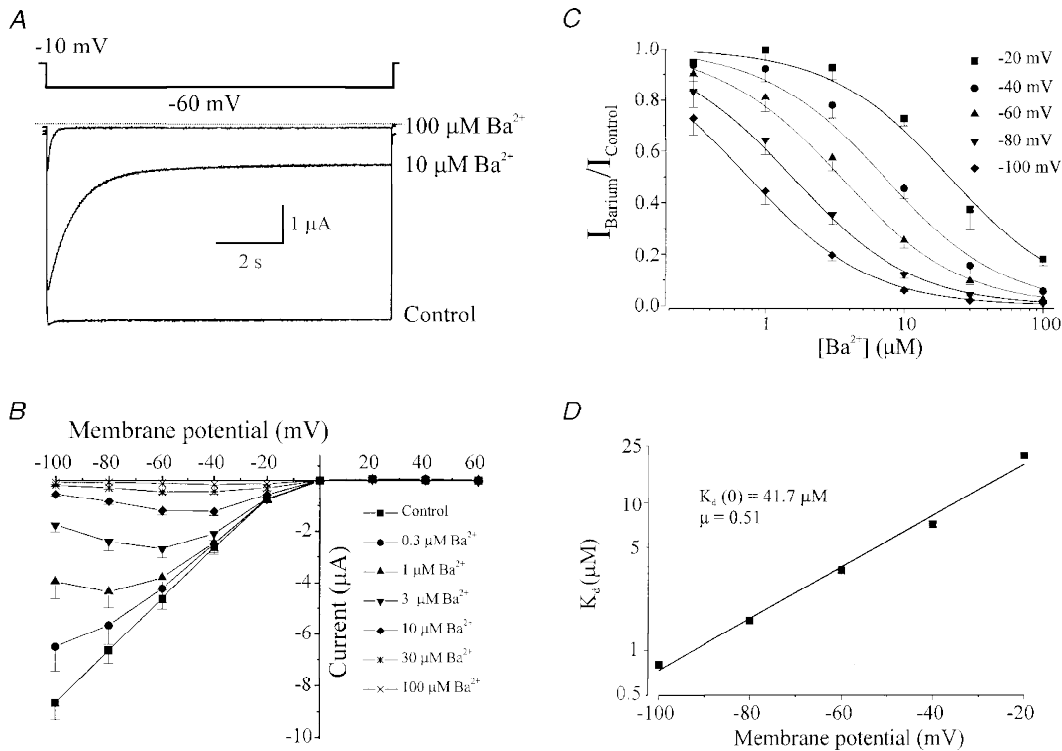 A
-10 mV
-60 mV
100 μM Ba²⁺
10 μM Ba²⁺
1 μA
2 s
Control
C
1.0
0.8
0.6
0.4
0.2
0.0
I_Barium/I_Control
1
10
100
[Ba²⁺] (μM)
-20 mV
-40 mV
-60 mV
-80 mV
-100 mV
B
Membrane potential (mV)
-100 -80 -60 -40 -20 20 40 60
-2
-4
-6
-8
-10
Current (μA)
Control
0.3 μM Ba²⁺
1 μM Ba²⁺
3 μM Ba²⁺
10 μM Ba²⁺
30 μM Ba²⁺
100 μM Ba²⁺
D
25
10
5
1
0.5
K_d(μM)
K_d (0) = 41.7 μM
μ = 0.51
-100 -80 -60 -40 -20
Membrane potential (mV)